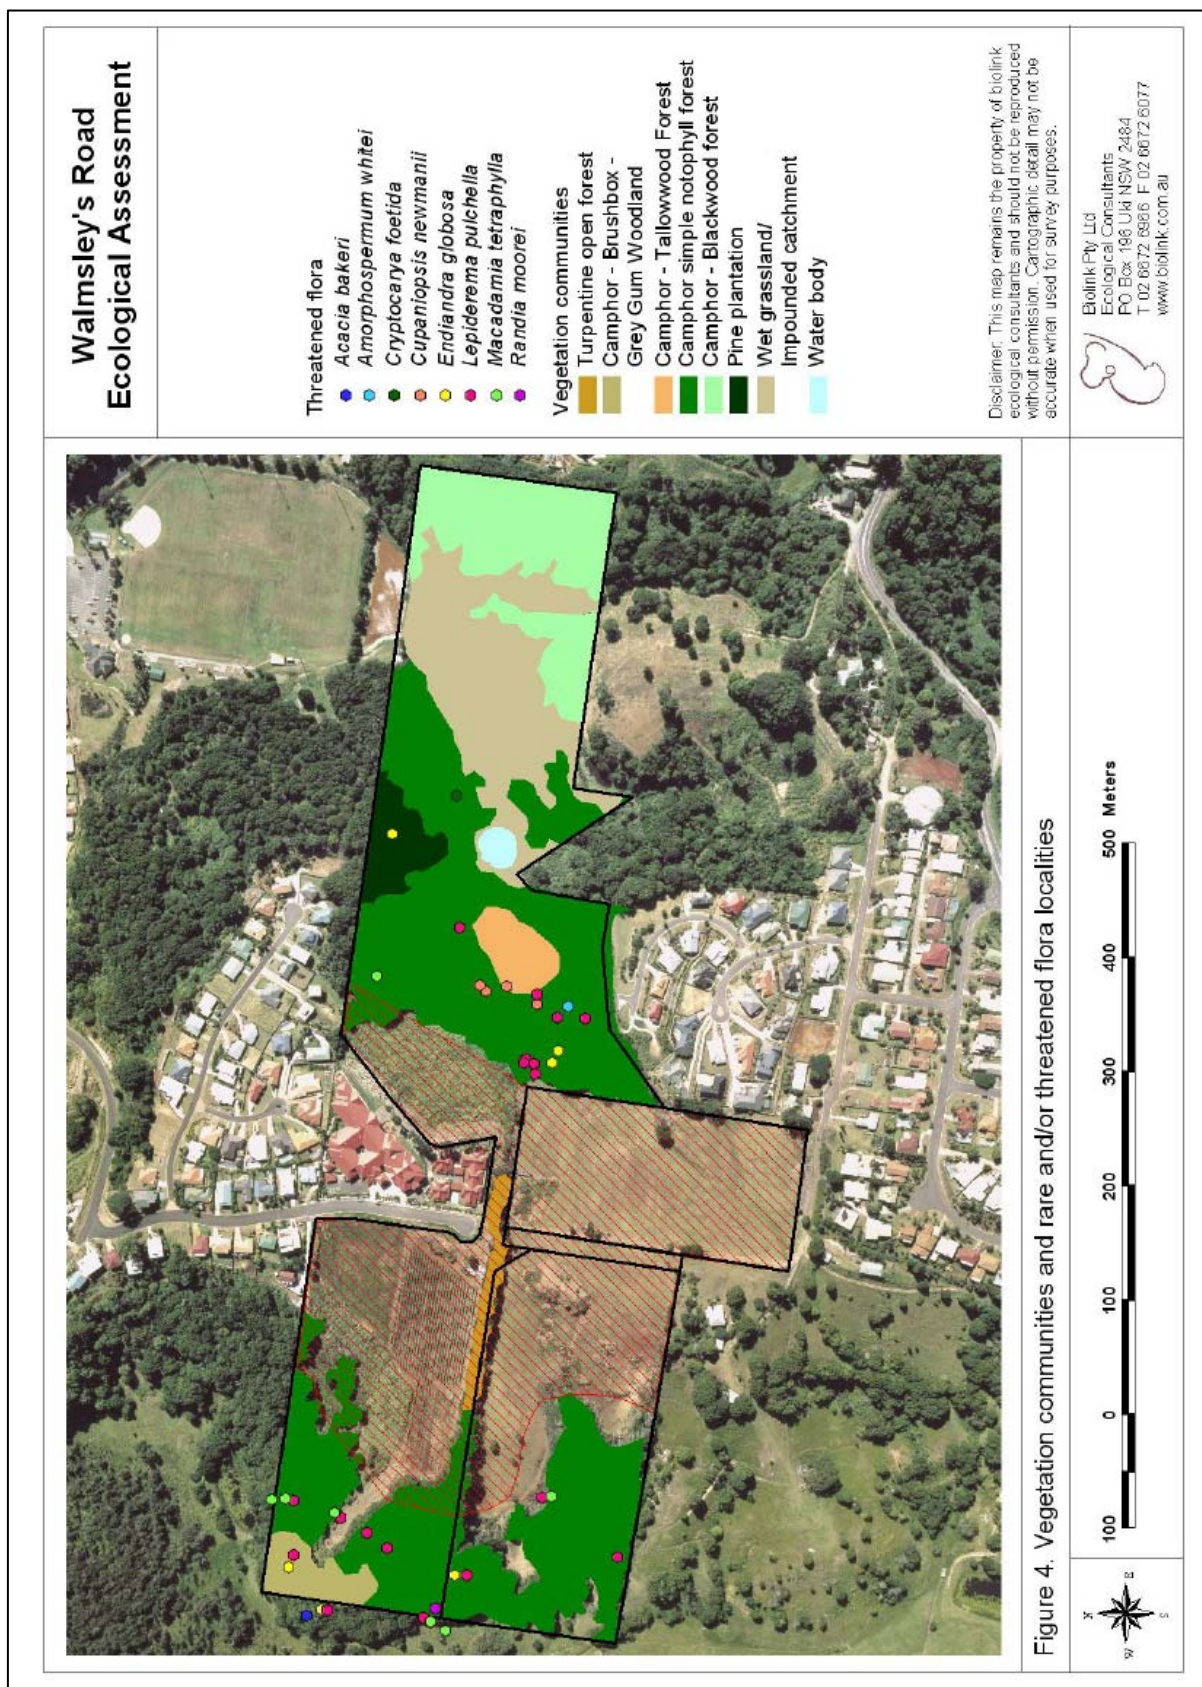 Walmsley's Road
Ecological Assessment
Threatened flora
Acacia bakeri
Amorphospermum whitei
Cryptocarya foetida
Cupaniopsis newmanii
Endiandra globosa
Lepiderema pulchella
Macadamia tetraphylla
Randia moorei
Vegetation communities
Turpentine open forest
Camphor - Brushbox -
Grey Gum Woodland
Camphor - Tallowwood Forest
Camphor simple notophyll forest
Camphor - Blackwood forest
Pine plantation
Wet grassland/
Impounded catchment
Water body
Disclaimer: This map remains the property of biolink
ecological consultants and should not be reproduced
without permission. Cartographic detail may not be
accurate when used for survey purposes.
Biolink Pty Ltd
Ecological Consultants
PO Box 196 Uki NSW 2484
T 02 6672 6966 F 02 6672 6077
www.biolink.com.au
Figure 4. Vegetation communities and rare and/or threatened flora localities
100 0 100 200 300 400 500 Meters
N
W E
S